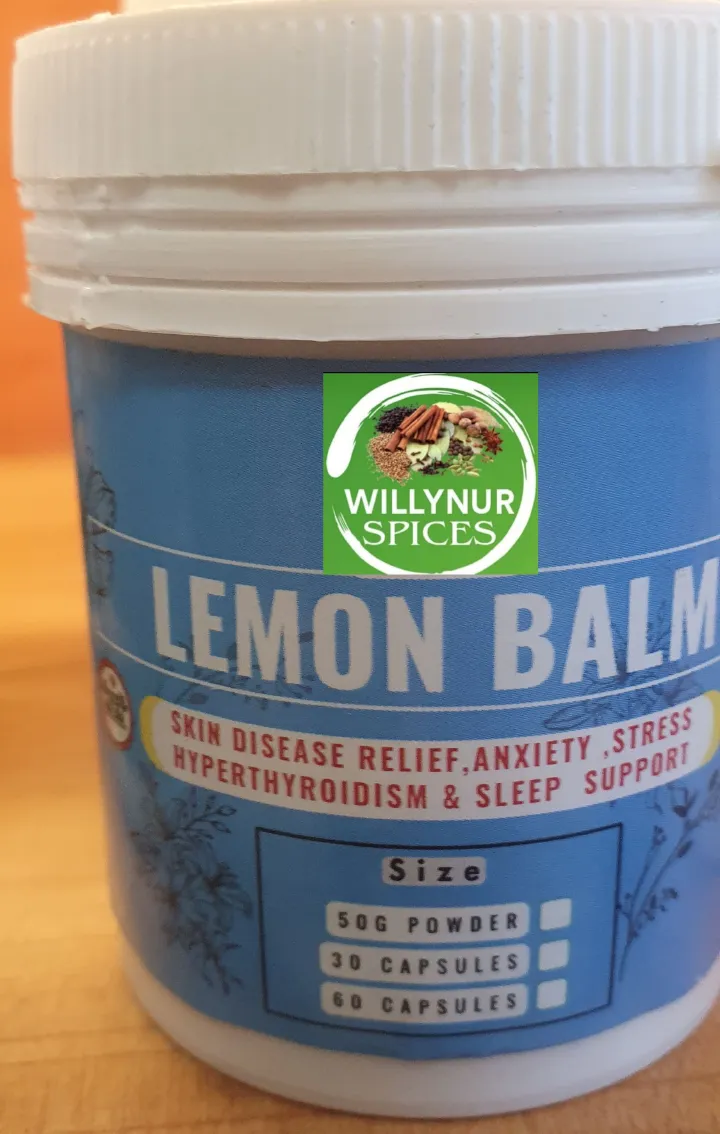 WILLYNUR
SPICES
LEMON BALM
SKIN DISEASE RELIEF,ANXIETY ,STRESS
HYPERTHYROIDISM & SLEEP SUPPORT
Size
50G POWDER
30 CAPSULES
60 CAPSULES